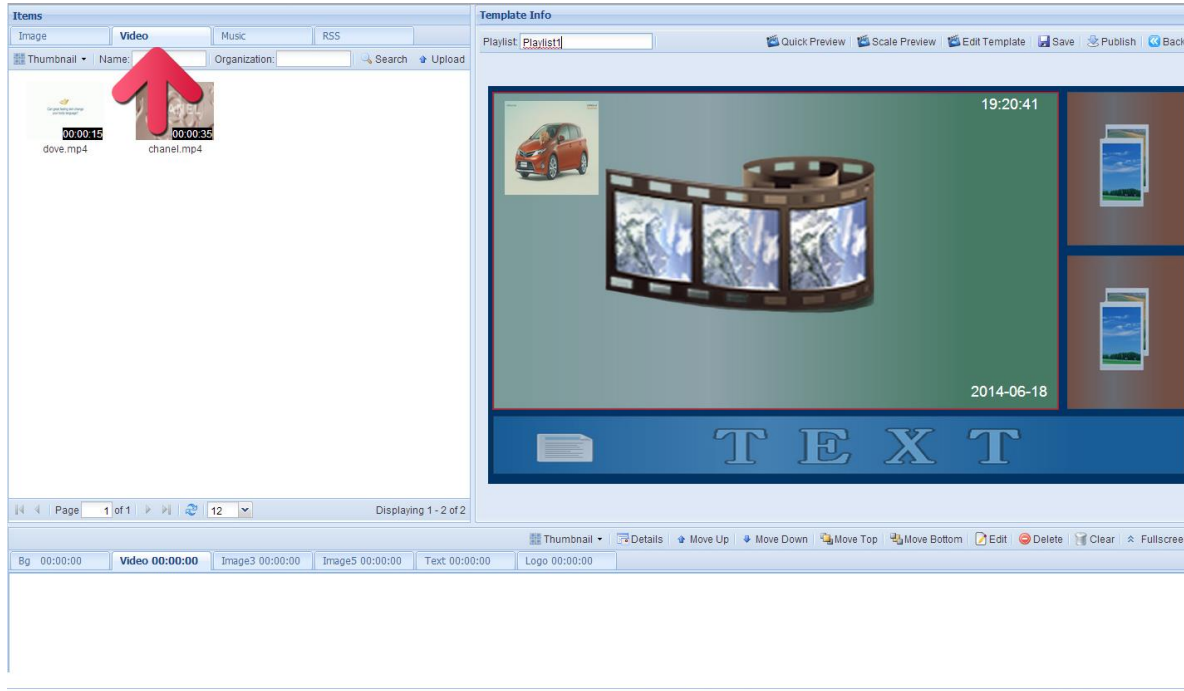 Items
Image Video Music RSS
Thumbnail Name: Organization: Search Upload
00:00:15 00:00:35
dove.mp4 chanel.mp4
Page 1 of 1 12 Displaying 1 - 2 of 2
Template Info
Playlist: Playlist1 Quick Preview Scale Preview Edit Template Save Publish Back
19:20:41
2014-06-18
TEXT
Thumbnail Details Move Up Move Down Move Top Move Bottom Edit Delete Clear Fullscree
Bg 00:00:00 Video 00:00:00 Image3 00:00:00 Image5 00:00:00 Text 00:00:00 Logo 00:00:00